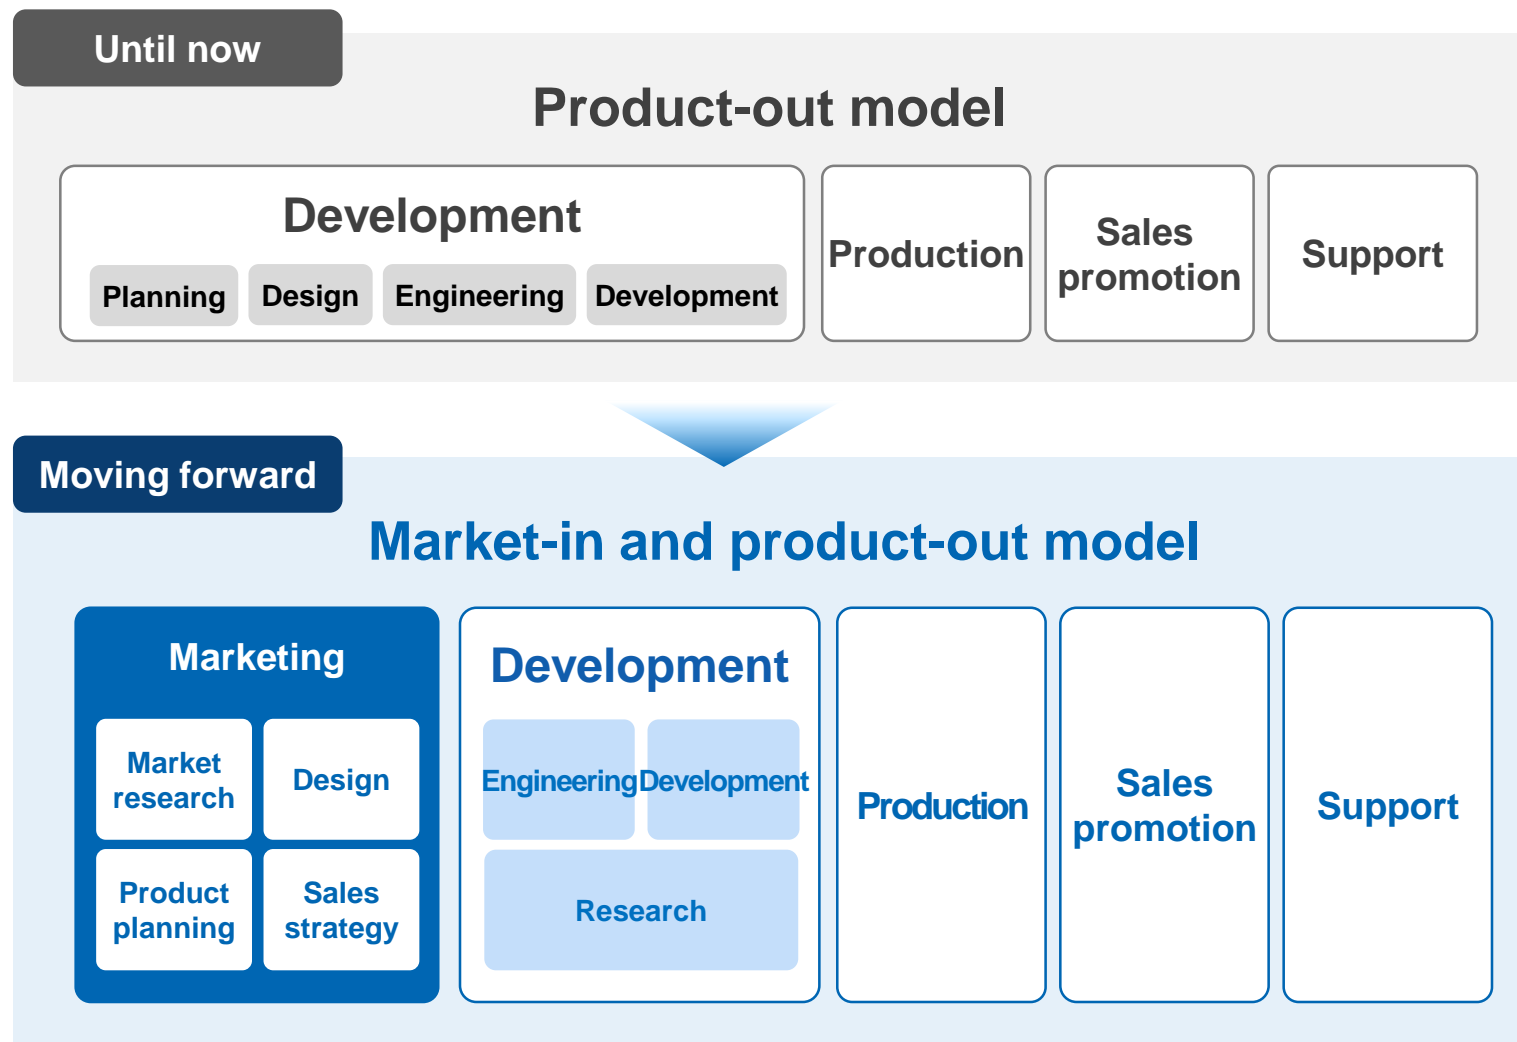 Until now
Product-out model
Development
Planning
Design
Engineering
Development
Production
Sales
promotion
Support
Moving forward
Market-in and product-out model
Marketing
Market
research
Design
Product
planning
Sales
strategy
Development
Engineering
Development
Research
Production
Sales
promotion
Support